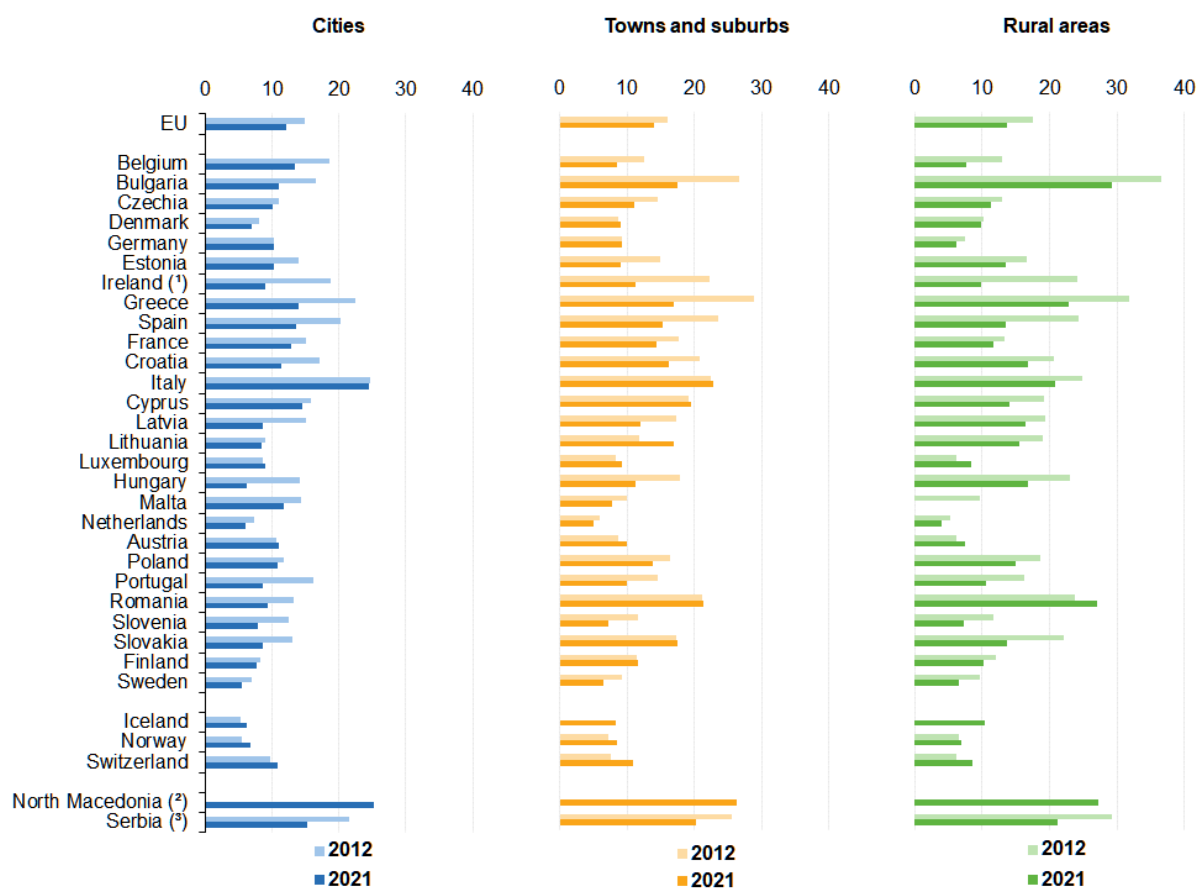 Cities Towns and suburbs Rural areas
0 10 20 30 40 0 10 20 30 40 0 10 20 30 40
EU
Belgium
Bulgaria
Czechia
Denmark
Germany
Estonia
Ireland (¹)
Greece
Spain
France
Croatia
Italy
Cyprus
Latvia
Lithuania
Luxembourg
Hungary
Malta
Netherlands
Austria
Poland
Portugal
Romania
Slovenia
Slovakia
Finland
Sweden
Iceland
Norway
Switzerland
North Macedonia (²)
Serbia (³)
2012 2012 2012
2021 2021 2021